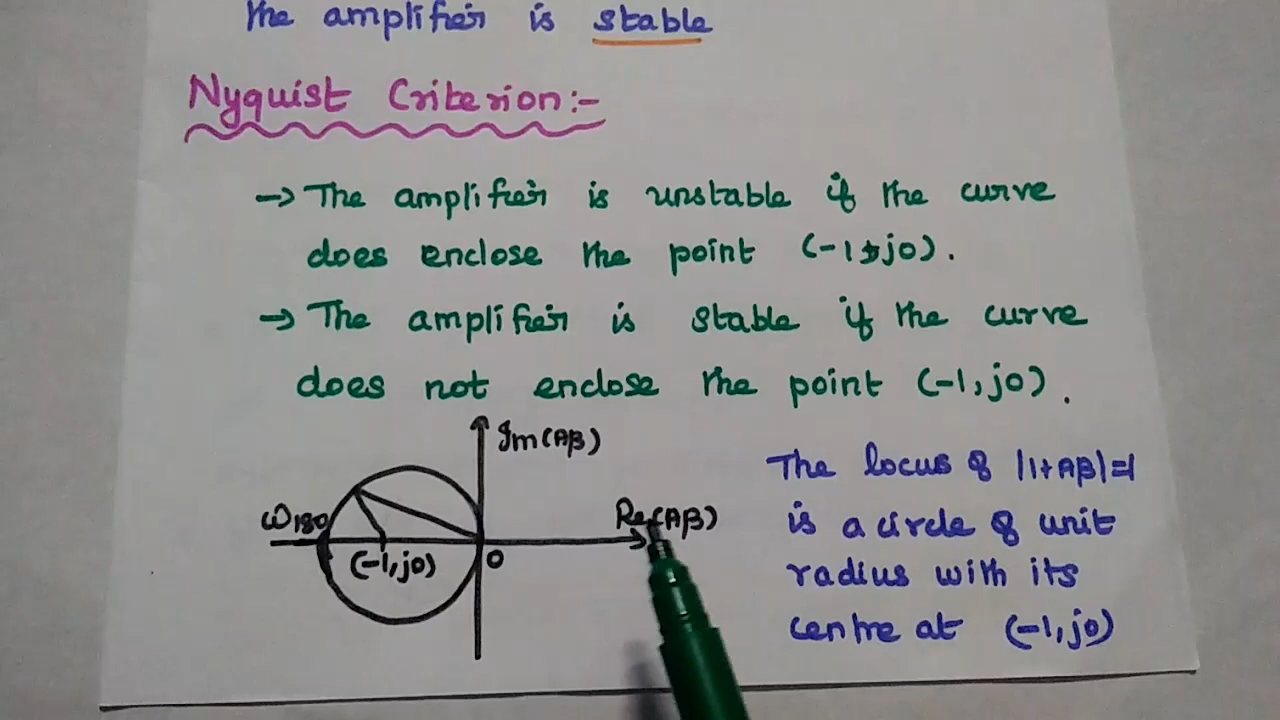 The amplifier is stable
Nyquist Criterion:-
→ The amplifier is unstable if the curve
does enclose the point (-1,j0).
→ The amplifier is stable if the curve
does not enclose the point (-1,j0).
Im(Aβ)
ω180
Re(Aβ)
(-1,j0)
0
The locus of |1+Aβ|=1
is a circle of unit
radius with its
centre at (-1,j0)